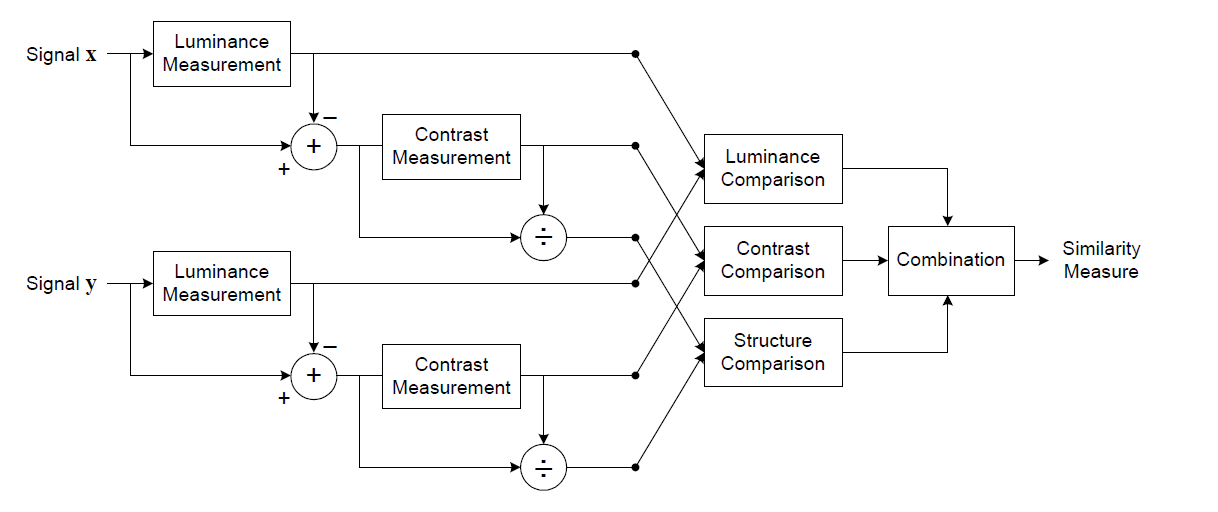 Signal x
Luminance
Measurement
−
+
+
Contrast
Measurement
÷
Signal y
Luminance
Measurement
−
+
+
Contrast
Measurement
÷
Luminance
Comparison
Contrast
Comparison
Structure
Comparison
Combination
Similarity
Measure